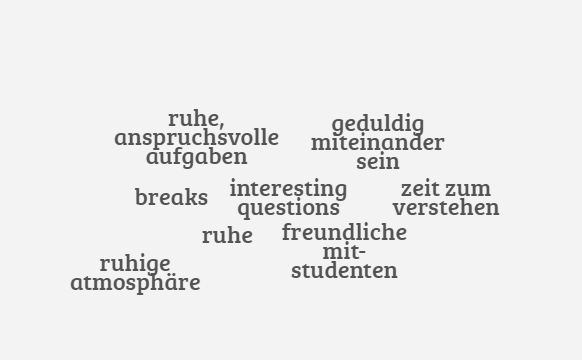 ruhe,
anspruchsvolle
aufgaben
geduldig
miteinander
sein
breaks
interesting
questions
zeit zum
verstehen
ruhe
freundliche
mit-
studenten
ruhige
atmosphäre